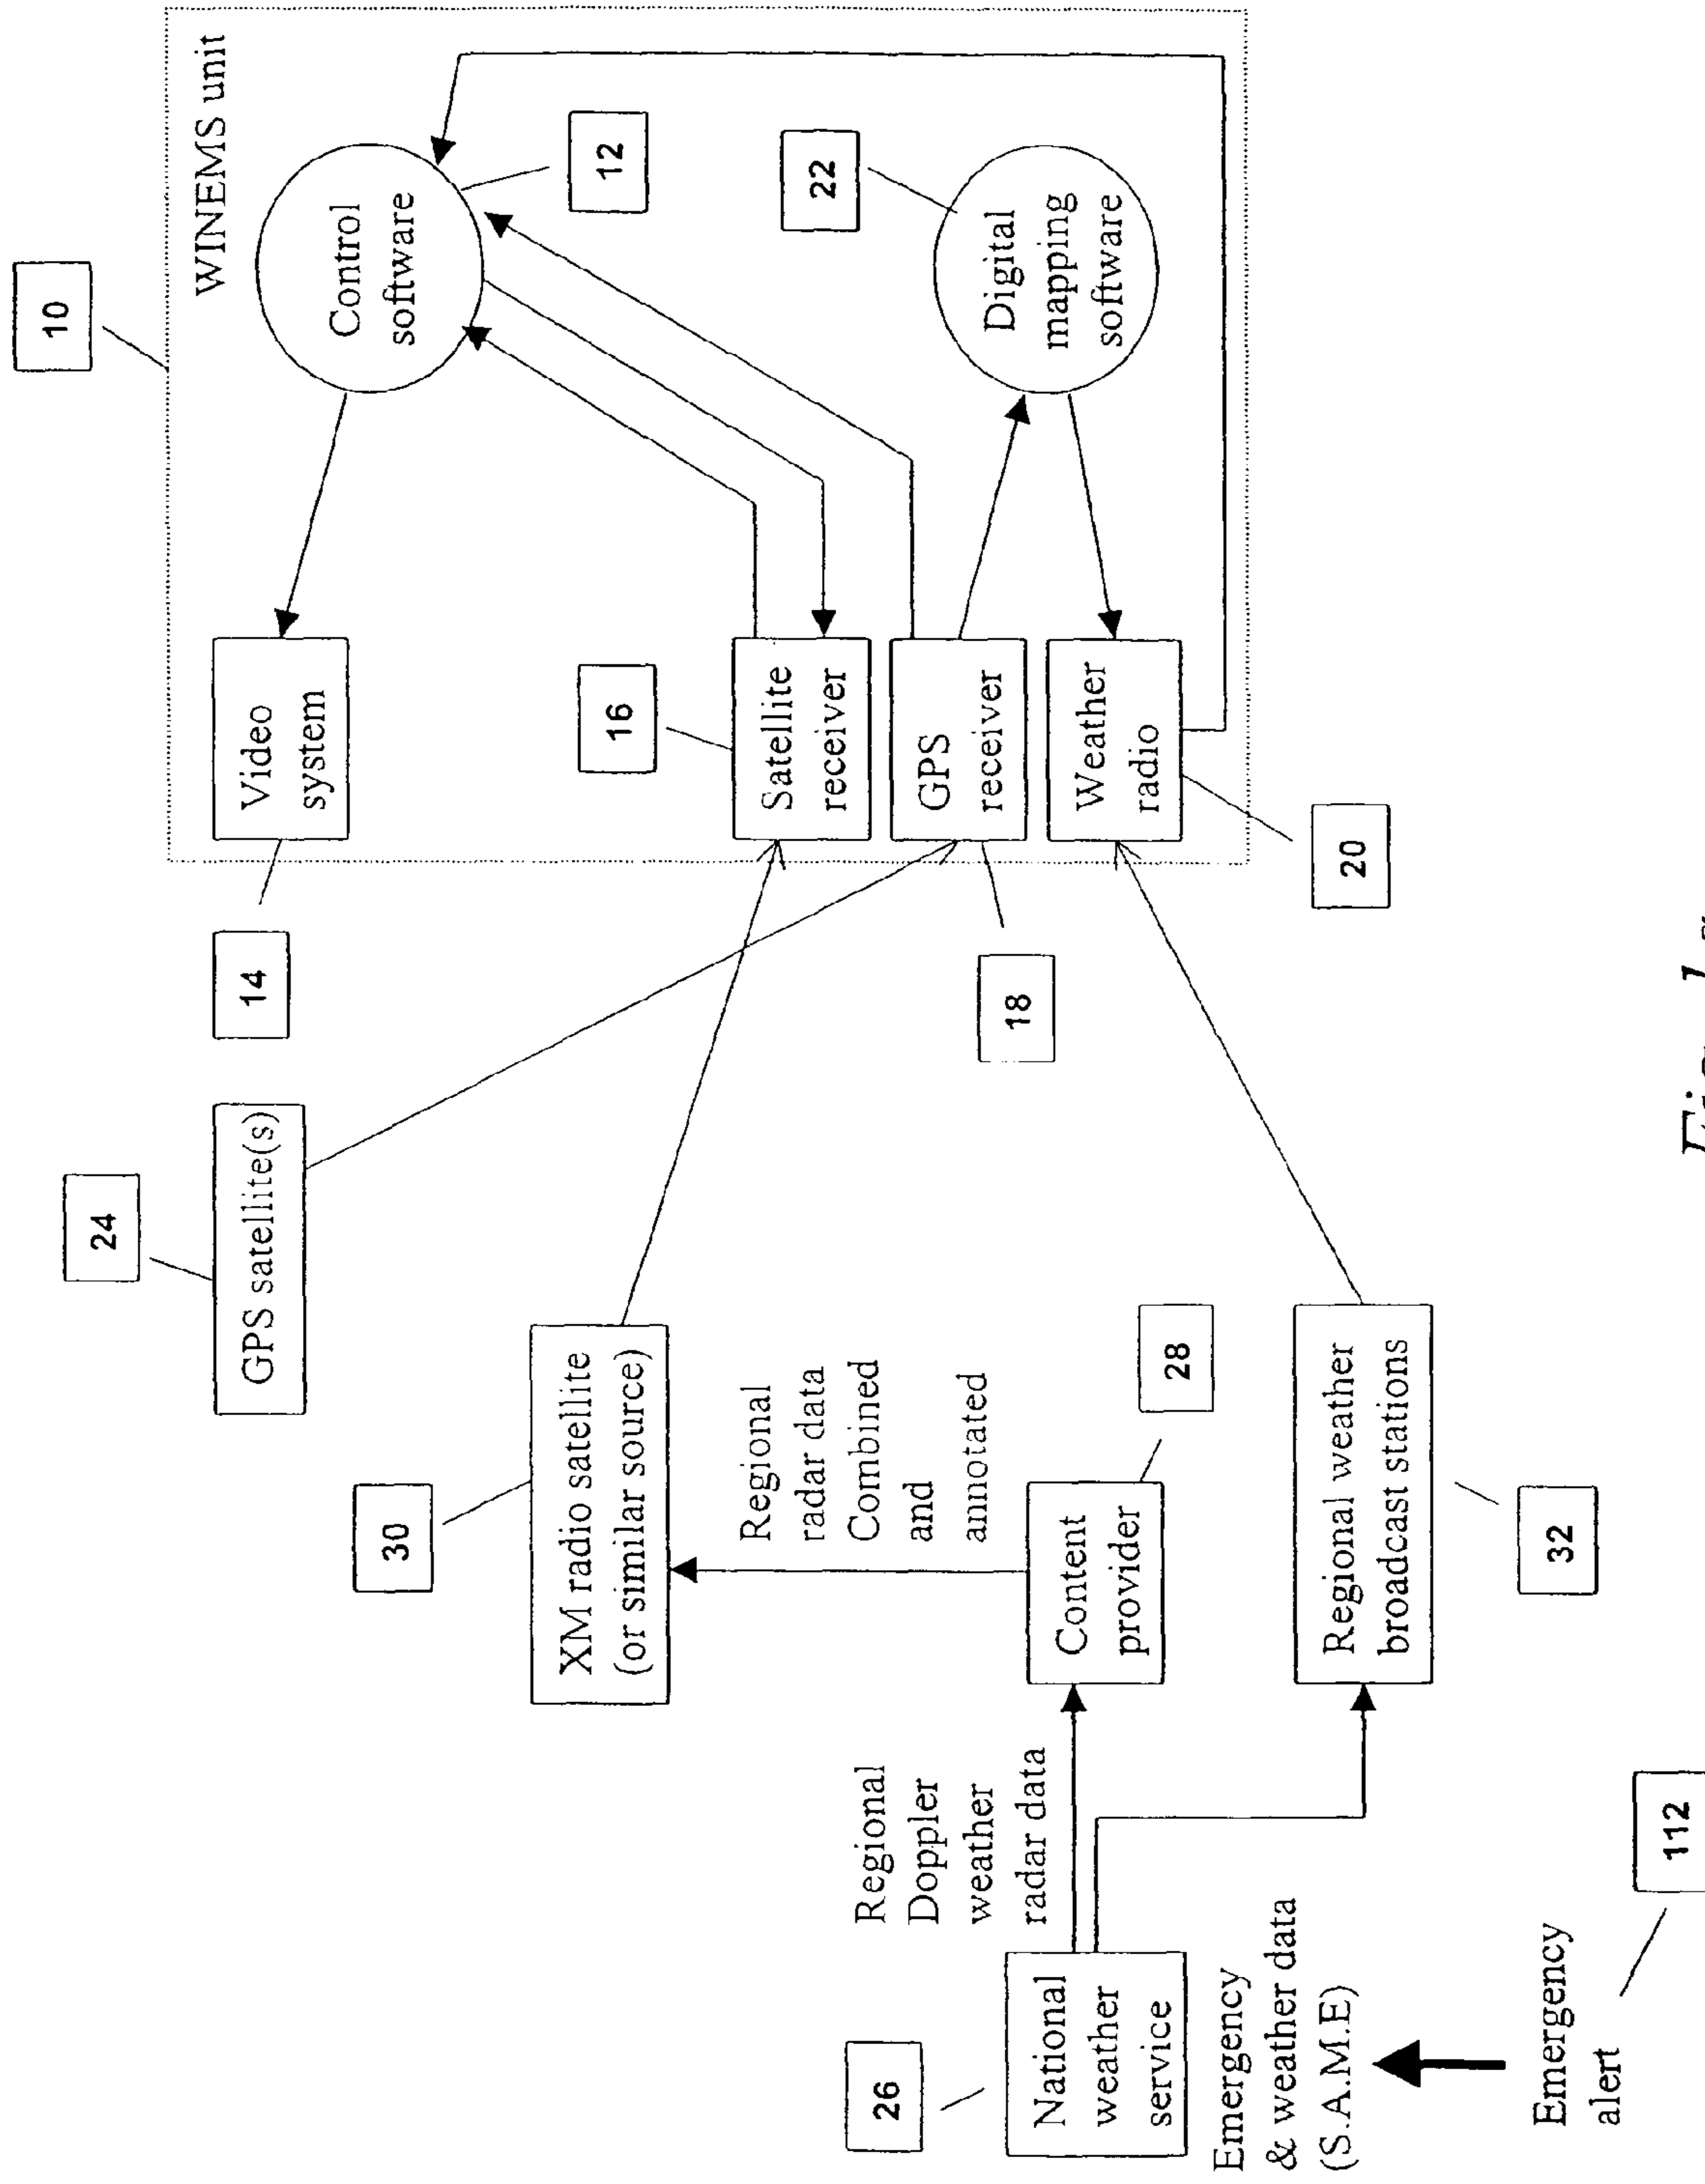 10
WINEMS unit
Control
software
12
Video
system
14
24
GPS satellite(s)
16
Satellite
receiver
22
Digital
mapping
software
GPS
receiver
18
Weather
radio
20
30
XM radio satellite
(or similar source)
Regional
radar data
Combined
and
annotated
28
Content
provider
Regional
Doppler
weather
radar data
Regional weather
broadcast stations
32
26
National
weather
service
Emergency
& weather data
(S.A.M.E)
Emergency
alert
112